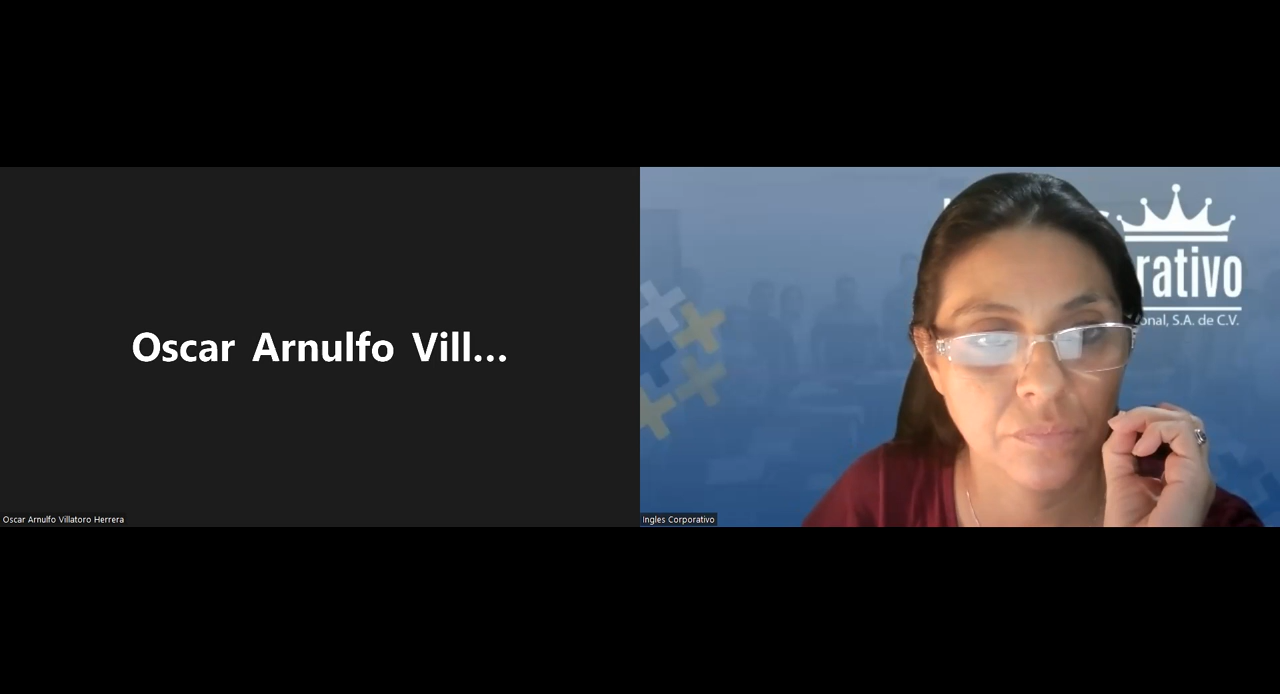 Oscar Arnulfo Vill...
rativo
onal, S.A. de C.V.
Oscar Arnulfo Villatoro Herrera
Ingles Corporativo